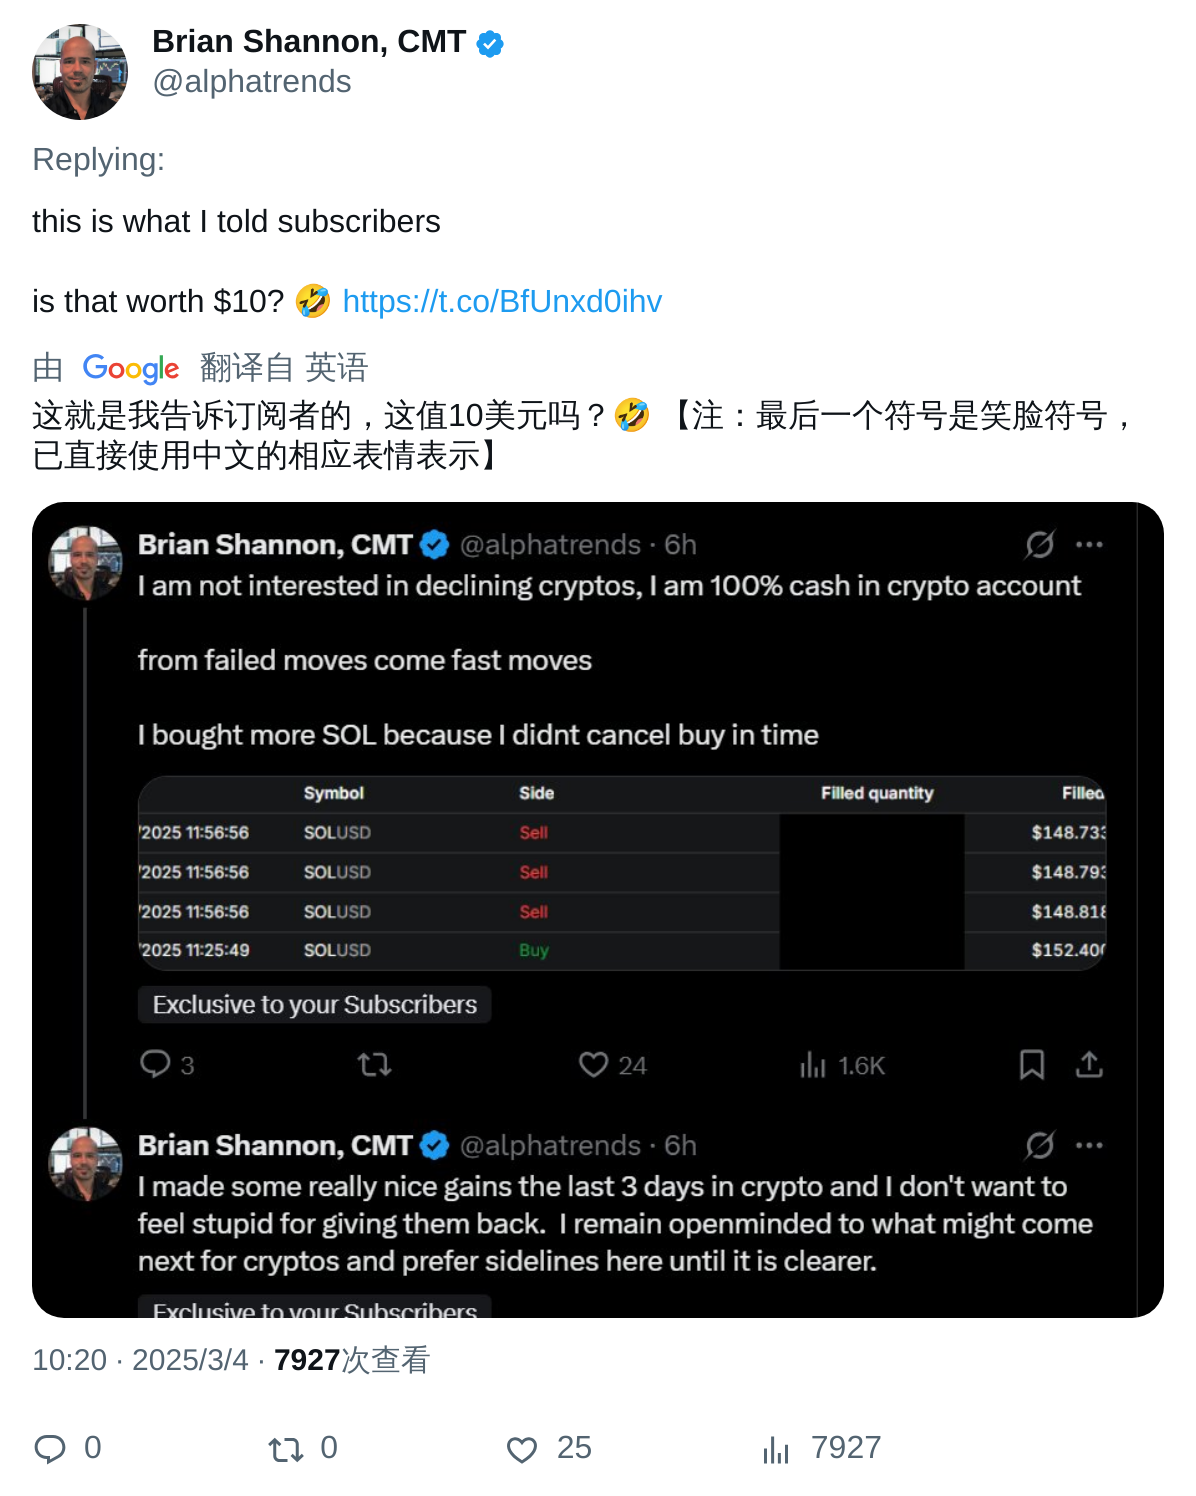 Brian Shannon, CMT
@alphatrends
Replying:
this is what I told subscribers
is that worth $10? 🤣 https://t.co/BfUnxd0ihv
由 Google 翻译自 英语
这就是我告诉订阅者的，这值10美元吗？🤣 【注：最后一个符号是笑脸符号，
已直接使用中文的相应表情表示】
Brian Shannon, CMT @alphatrends · 6h
I am not interested in declining cryptos, I am 100% cash in crypto account
from failed moves come fast moves
I bought more SOL because I didnt cancel buy in time
Symbol Side Filled quantity Filled
/2025 11:56:56 SOLUSD Sell $148.733
/2025 11:56:56 SOLUSD Sell $148.793
/2025 11:56:56 SOLUSD Sell $148.818
/2025 11:25:49 SOLUSD Buy $152.400
Exclusive to your Subscribers
3 24 1.6K
Brian Shannon, CMT @alphatrends · 6h
I made some really nice gains the last 3 days in crypto and I don't want to
feel stupid for giving them back. I remain openminded to what might come
next for cryptos and prefer sidelines here until it is clearer.
Exclusive to your Subscribers
10:20 · 2025/3/4 · 7927次查看
0 0 25 7927